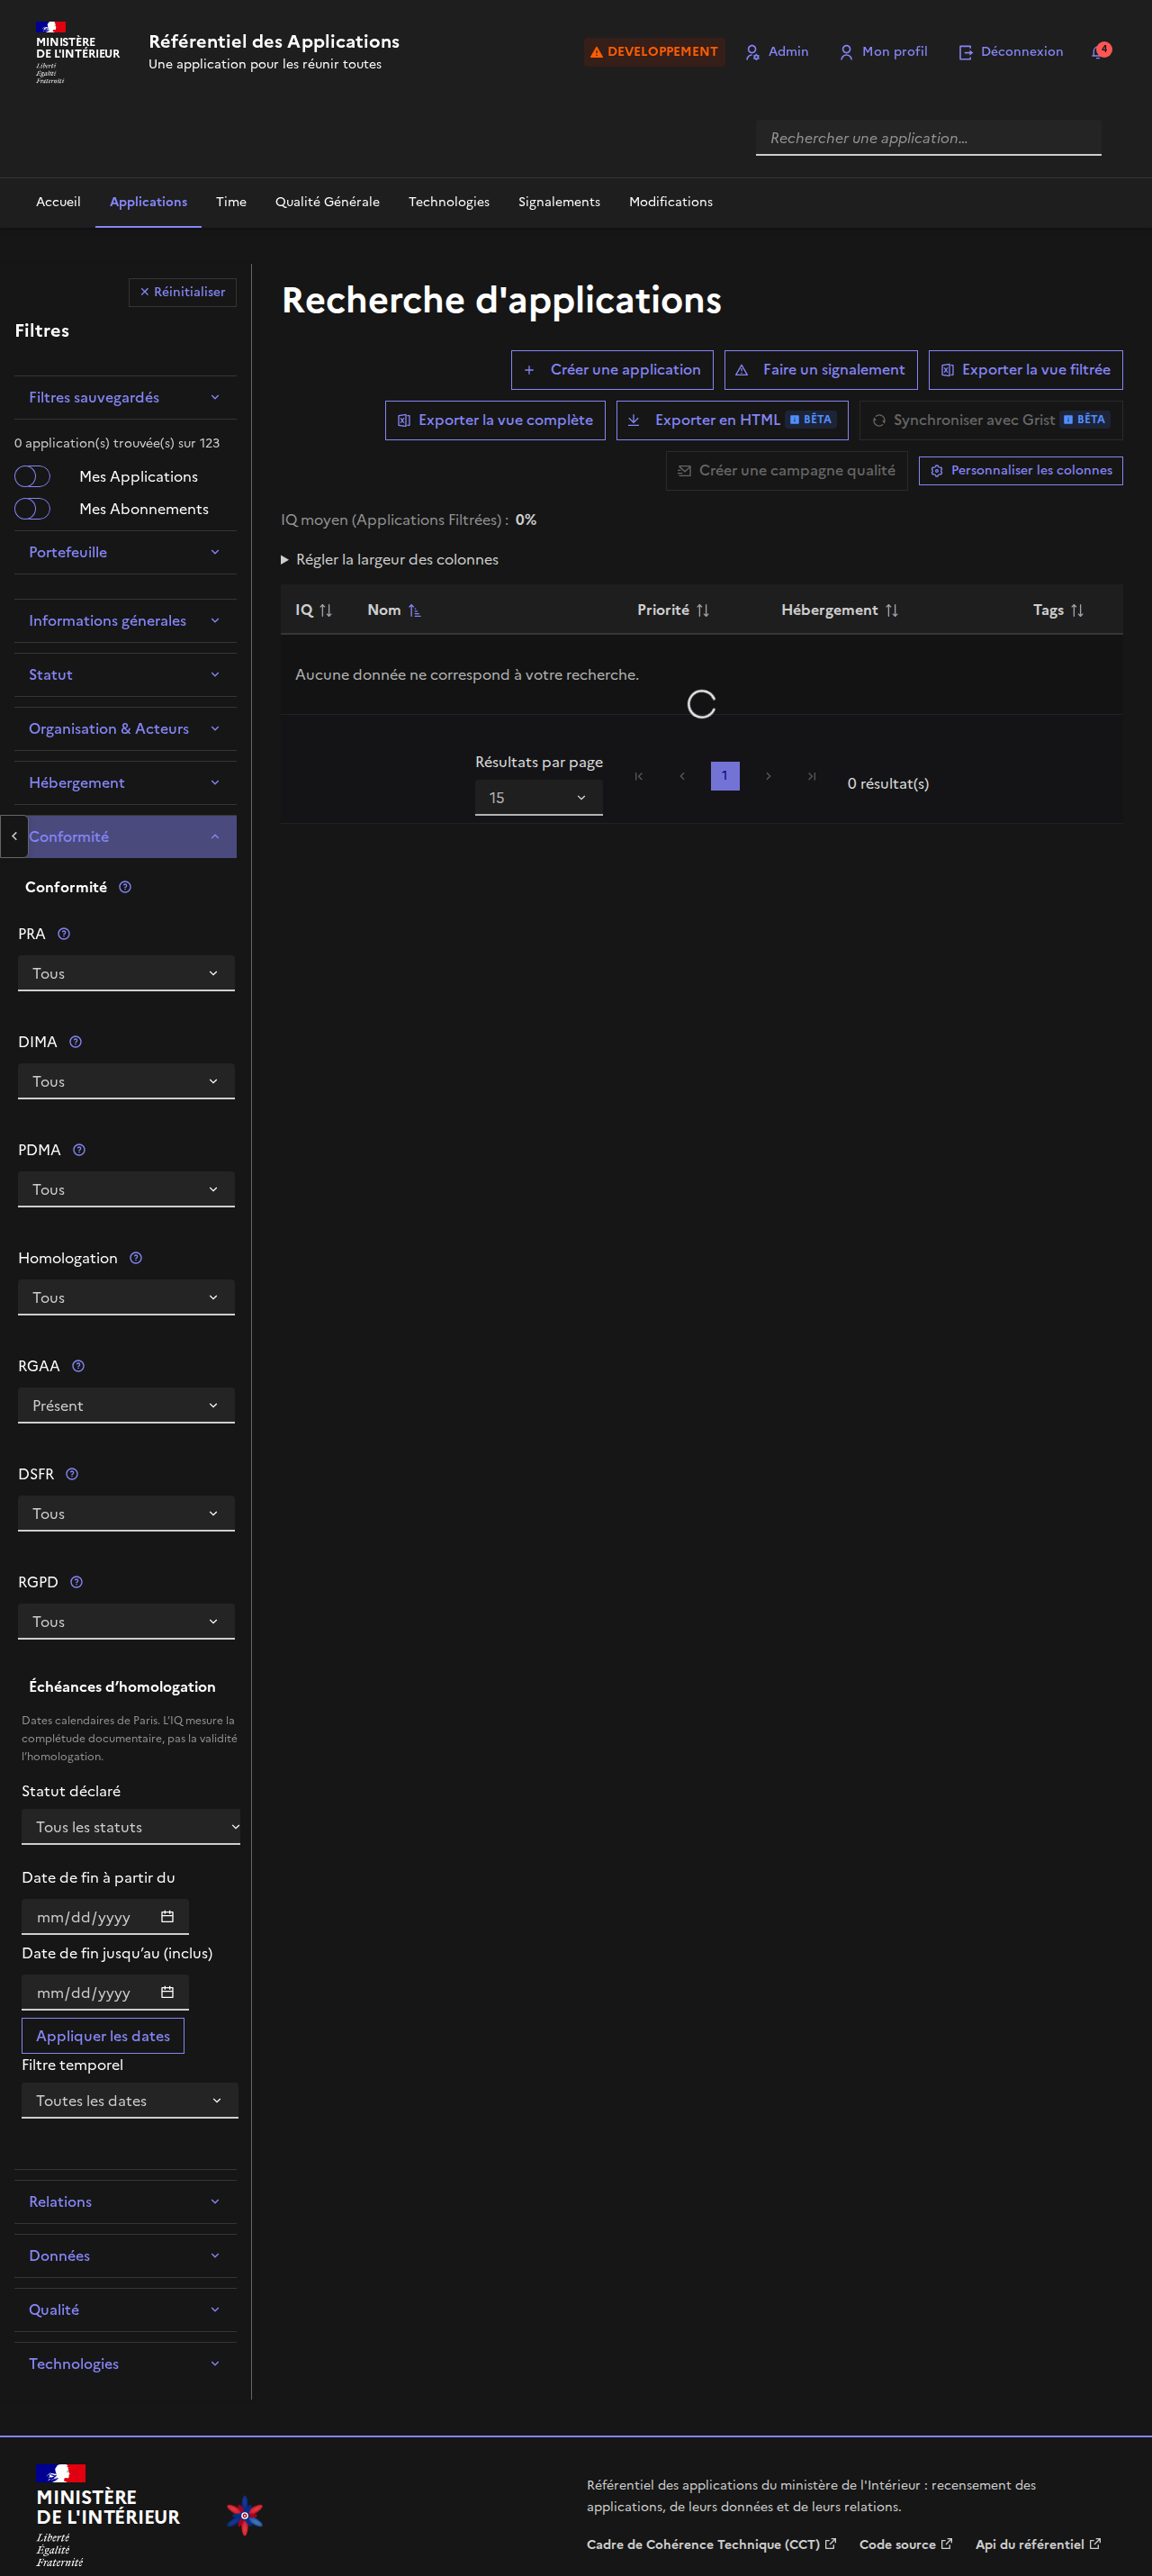 MINISTÈRE
DE L'INTÉRIEUR
Liberté
Égalité
Fraternité
Référentiel des Applications
Une application pour les réunir toutes
DEVELOPPEMENT
Admin
Mon profil
Déconnexion
4
Rechercher une application...
Accueil
Applications
Time
Qualité Générale
Technologies
Signalements
Modifications
× Réinitialiser
Filtres
Filtres sauvegardés
0 application(s) trouvée(s) sur 123
Mes Applications
Mes Abonnements
Portefeuille
Informations génerales
Statut
Organisation & Acteurs
Hébergement
Conformité
Conformité
PRA
Tous
DIMA
Tous
PDMA
Tous
Homologation
Tous
RGAA
Présent
DSFR
Tous
RGPD
Tous
Échéances d’homologation
Dates calendaires de Paris. L’IQ mesure la
complétude documentaire, pas la validité
l’homologation.
Statut déclaré
Tous les statuts
Date de fin à partir du
mm/dd/yyyy
Date de fin jusqu’au (inclus)
mm/dd/yyyy
Appliquer les dates
Filtre temporel
Toutes les dates
Relations
Données
Qualité
Technologies
Recherche d'applications
Créer une application
Faire un signalement
Exporter la vue filtrée
Exporter la vue complète
Exporter en HTML BÊTA
Synchroniser avec Grist BÊTA
Créer une campagne qualité
Personnaliser les colonnes
IQ moyen (Applications Filtrées) : 0%
Régler la largeur des colonnes
IQ
Nom
Priorité
Hébergement
Tags
Aucune donnée ne correspond à votre recherche.
Résultats par page
15
1
0 résultat(s)
MINISTÈRE
DE L'INTÉRIEUR
Liberté
Égalité
Fraternité
Référentiel des applications du ministère de l'Intérieur : recensement des
applications, de leurs données et de leurs relations.
Cadre de Cohérence Technique (CCT)
Code source
Api du référentiel